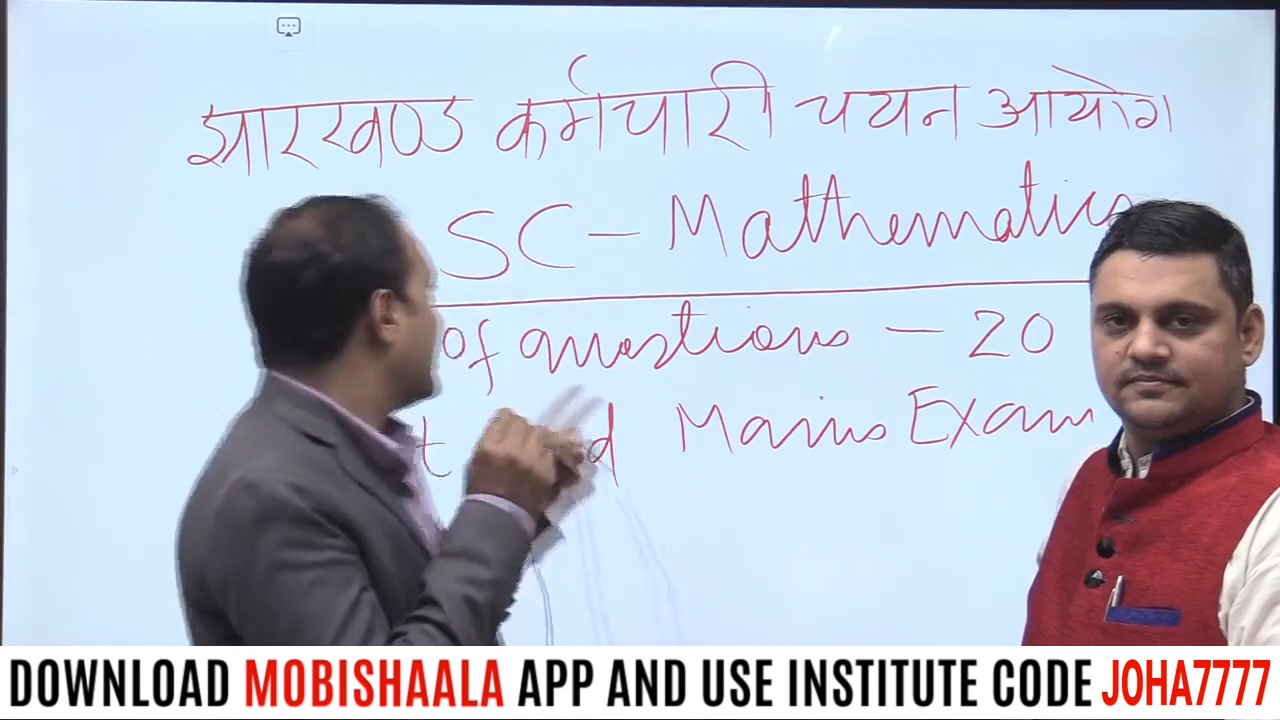 झारखण्ड कर्मचारी चयन आयोग
SC - Mathematics
of questions - 20
Mains Exam
DOWNLOAD MOBISHAALA APP AND USE INSTITUTE CODE JOHA7777